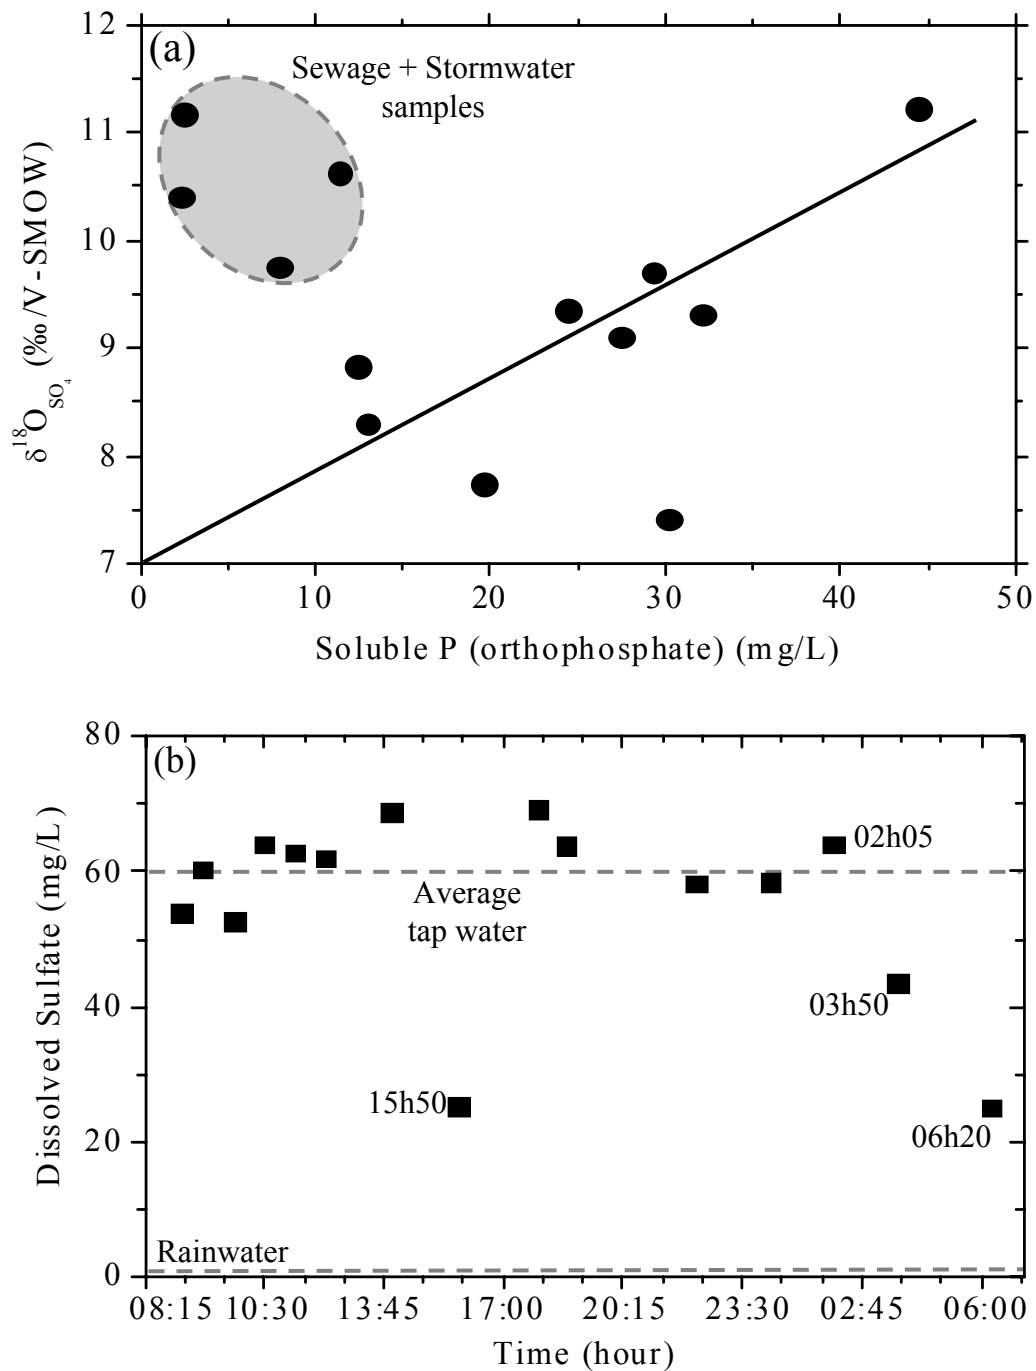 12
(a)
Sewage + Stormwater
samples
11
10
9
8
7
δ¹⁸O_SO₄ (‰/V-SMOW)
0 10 20 30 40 50
Soluble P (orthophosphate) (mg/L)
80
(b)
02h05
60
Average
tap water
03h50
40
15h50
06h20
20
Rainwater
0
Dissolved Sulfate (mg/L)
08:15 10:30 13:45 17:00 20:15 23:30 02:45 06:00
Time (hour)